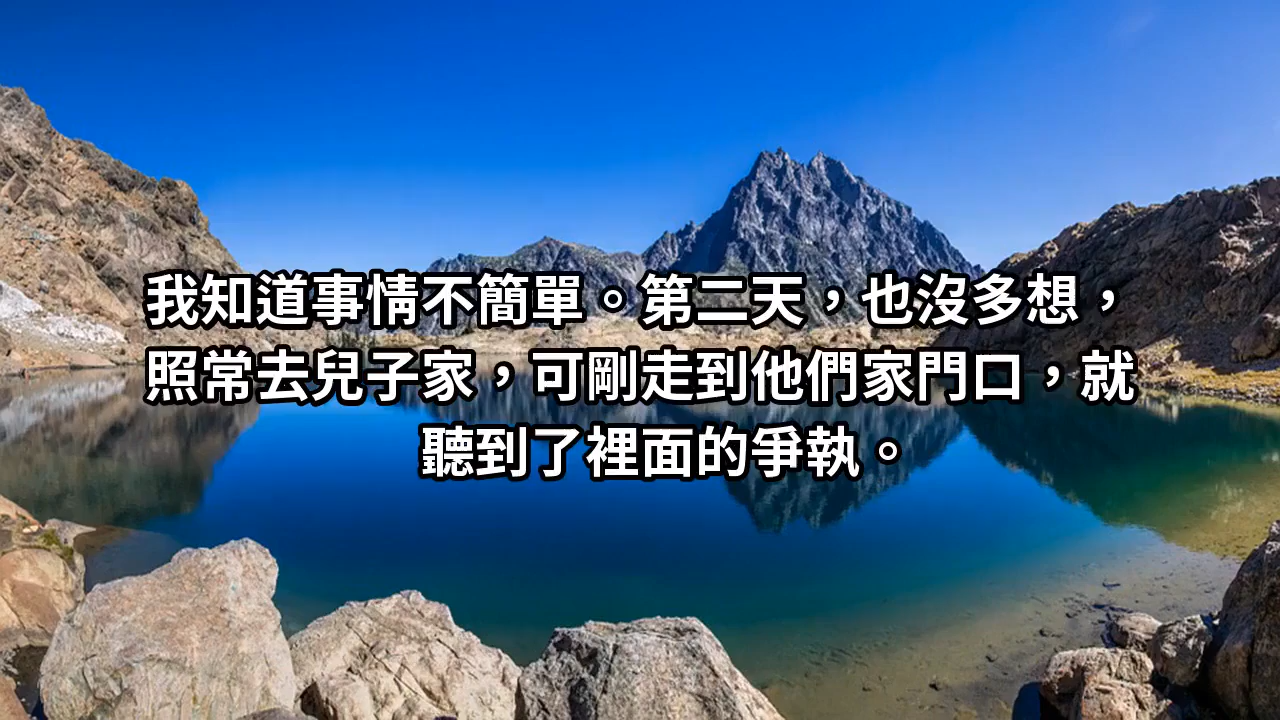 我知道事情不簡單。第二天，也沒多想，
照常去兒子家，可剛走到他們家門口，就
聽到了裡面的爭執。